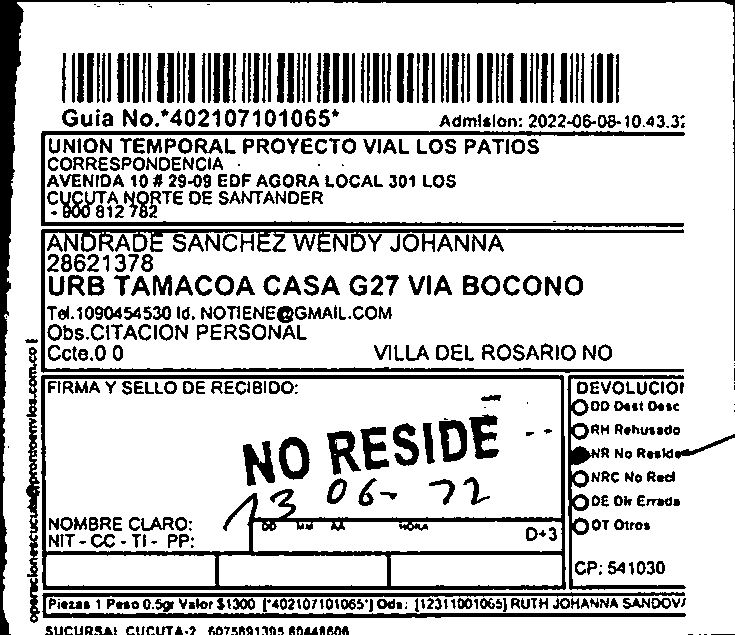 Guia No.*402107101065*
Admision: 2022-06-08-10.43.3
UNION TEMPORAL PROYECTO VIAL LOS PATIOS
CORRESPONDENCIA
AVENIDA 10 # 29-09 EDF AGORA LOCAL 301 LOS
CUCUTA NORTE DE SANTANDER
- 900 812 782
ANDRADE SANCHEZ WENDY JOHANNA
28621378
URB TAMACOA CASA G27 VIA BOCONO
Tel.1090454530 Id. NOTIENE@GMAIL.COM
Obs.CITACION PERSONAL
Ccte.0 0 VILLA DEL ROSARIO NO
operacionescucuta@prontoenvios.com.co
FIRMA Y SELLO DE RECIBIDO:
NO RESIDE
13 06- 22
NOMBRE CLARO:
NIT - CC - TI - PP:
DD MM AA HORA
D+3
DEVOLUCIO
DD Dest Desc
RH Rehusado
NR No Reside
NRC No Recl
DE Dir Errada
OT Otros
CP: 541030
Piezas 1 Peso 0.5gr Valor $1300 [*402107101065*] Ods: [12311001065] RUTH JOHANNA SANDOV
SUCURSAL CUCUTA-2 6075891395 60448606